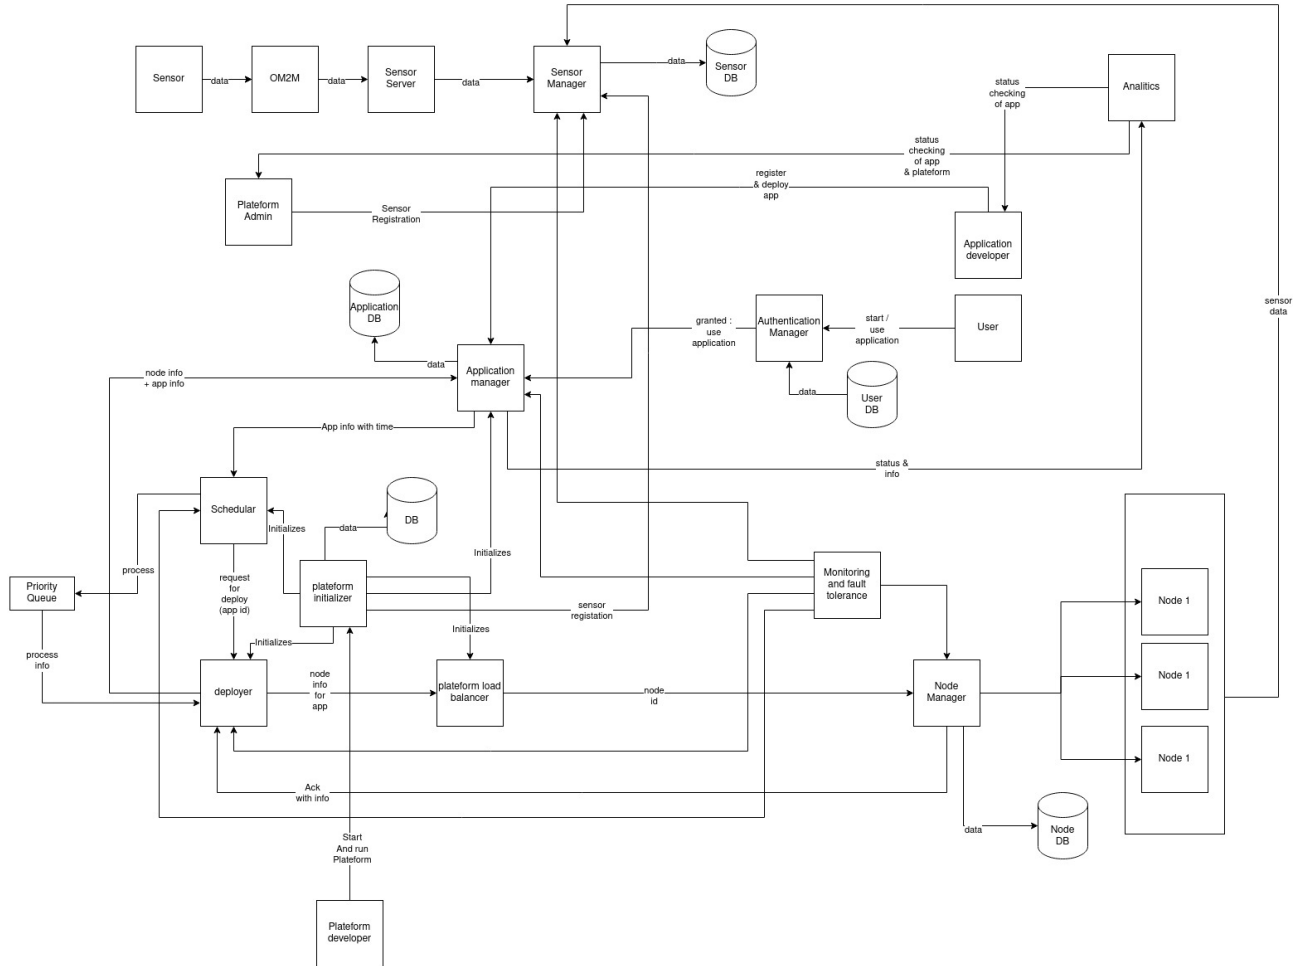 Sensor
data
OM2M
data
Sensor
Server
data
Sensor
Manager
data
Sensor
DB
status
checking
of app
Analitics
status
checking
of app
& plateform
register
& deploy
app
Plateform
Admin
Sensor
Registration
Application
developer
Application
DB
data
granted :
use
application
Authentication
Manager
start /
use
application
User
sensor
data
node info
+ app info
Application
manager
data
User
DB
App info with time
status &
info
Schedular
Initializes
data
DB
Initializes
process
Priority
Queue
request
for
deploy
(app id)
plateform
initializer
sensor
registation
Monitoring
and fault
tolerance
Node 1
Initializes
Initializes
process
info
deployer
node
info
for
app
plateform load
balancer
node
id
Node
Manager
Node 1
Node 1
Ack
with info
data
Node
DB
Start
And run
Plateform
Plateform
developer